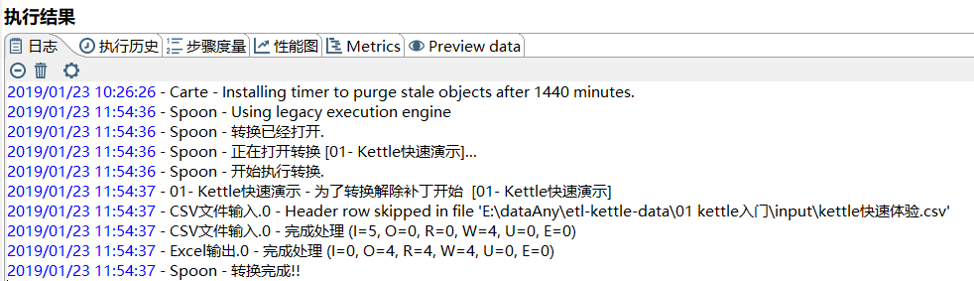 执行结果
日志 执行历史 步骤度量 性能图 Metrics Preview data
2019/01/23 10:26:26 - Carte - Installing timer to purge stale objects after 1440 minutes.
2019/01/23 11:54:36 - Spoon - Using legacy execution engine
2019/01/23 11:54:36 - Spoon - 转换已经打开.
2019/01/23 11:54:36 - Spoon - 正在打开转换 [01- Kettle快速演示]...
2019/01/23 11:54:36 - Spoon - 开始执行转换.
2019/01/23 11:54:37 - 01- Kettle快速演示 - 为了转换解除补丁开始  [01- Kettle快速演示]
2019/01/23 11:54:37 - CSV文件输入.0 - Header row skipped in file 'E:\dataAny\etl-kettle-data\01 kettle入门\input\kettle快速体验.csv'
2019/01/23 11:54:37 - CSV文件输入.0 - 完成处理 (I=5, O=0, R=0, W=4, U=0, E=0)
2019/01/23 11:54:37 - Excel输出.0 - 完成处理 (I=0, O=4, R=4, W=4, U=0, E=0)
2019/01/23 11:54:37 - Spoon - 转换完成!!